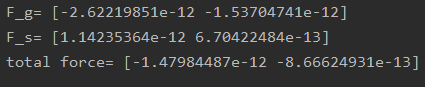 F_g= [-2.62219851e-12 -1.53704741e-12]
F_s= [1.14235364e-12 6.70422484e-13]
total force= [-1.47984487e-12 -8.66624931e-13]